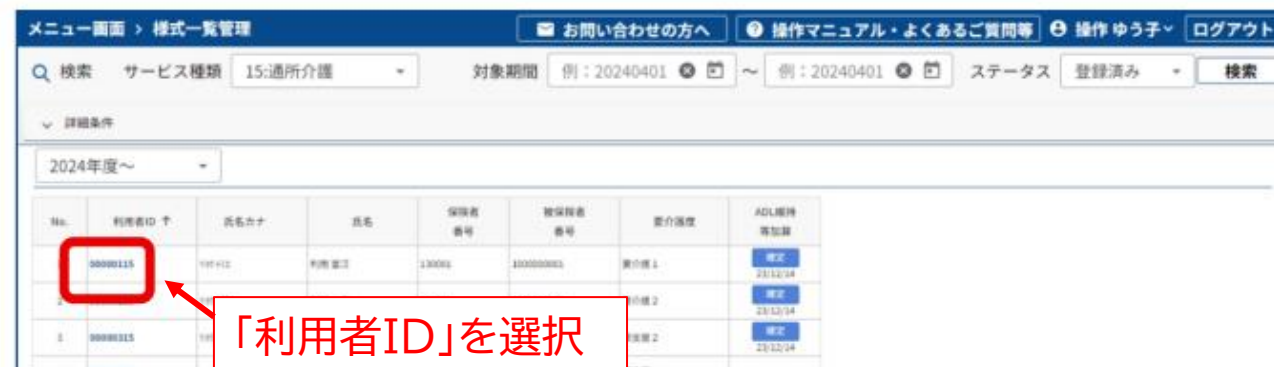 メニュー画面 > 様式一覧管理 お問い合わせの方へ 操作マニュアル・よくあるご質問等 操作 ゆう子 ログアウト
検索 サービス種類 15:通所介護 対象期間 例:20240401 ～ 例:20240401 ステータス 登録済み 検索
詳細条件
2024年度～
No. 利用者ID ↑ 氏名カナ 氏名 保険者番号 被保険者番号 要介護度 ADL維持等加算
00000115 130001 1000000001 要介護1 確定
23/12/14
2 要介護2 確定
23/12/14
3 00000315 確定
23/12/14
「利用者ID」を選択